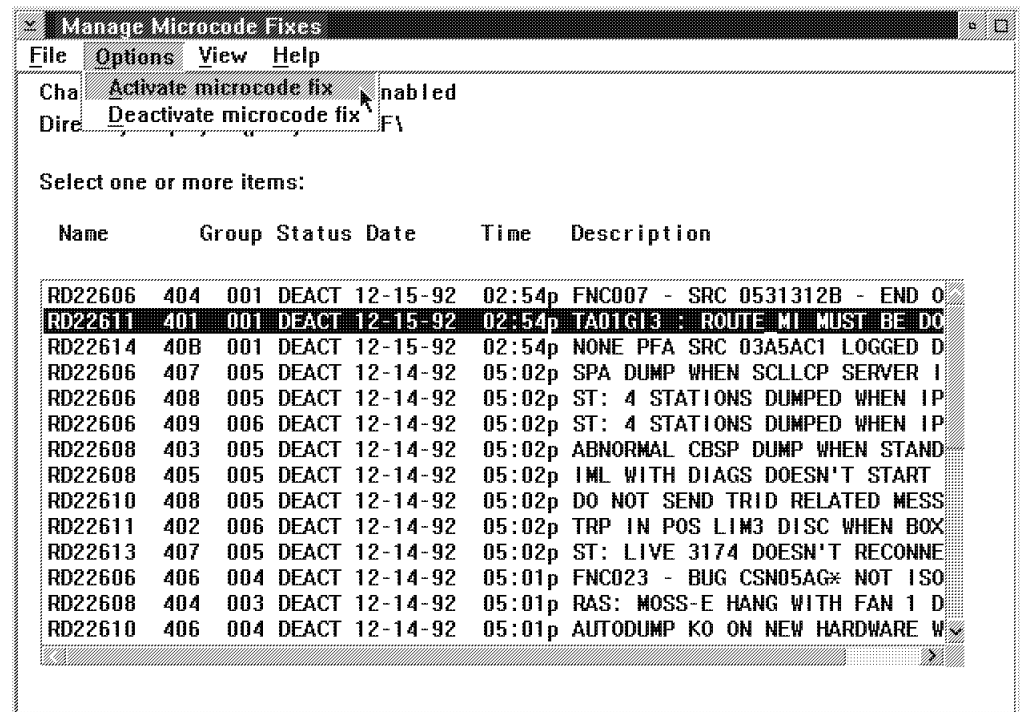 Manage Microcode Fixes
File Options View Help
Activate microcode fix
Deactivate microcode fix
Cha nabled
Dire F\
Select one or more items:
Name Group Status Date Time Description
RD22606 404 001 DEACT 12-15-92 02:54p FNC007 - SRC 0531312B - END O
RD22611 401 001 DEACT 12-15-92 02:54p TA01GI3 : ROUTE_MI MUST BE DO
RD22614 40B 001 DEACT 12-15-92 02:54p NONE PFA SRC 03A5AC1 LOGGED D
RD22606 407 005 DEACT 12-14-92 05:02p SPA DUMP WHEN SCLLCP SERVER I
RD22606 408 005 DEACT 12-14-92 05:02p ST: 4 STATIONS DUMPED WHEN IP
RD22606 409 006 DEACT 12-14-92 05:02p ST: 4 STATIONS DUMPED WHEN IP
RD22608 403 005 DEACT 12-14-92 05:02p ABNORMAL CBSP DUMP WHEN STAND
RD22608 405 005 DEACT 12-14-92 05:02p IML WITH DIAGS DOESN'T START
RD22610 408 005 DEACT 12-14-92 05:02p DO NOT SEND TRID RELATED MESS
RD22611 402 006 DEACT 12-14-92 05:02p TRP IN POS LIM3 DISC WHEN BOX
RD22613 407 005 DEACT 12-14-92 05:02p ST: LIVE 3174 DOESN'T RECONNE
RD22606 406 004 DEACT 12-14-92 05:01p FNC023 - BUG CSN05AG* NOT ISO
RD22608 404 003 DEACT 12-14-92 05:01p RAS: MOSS-E HANG WITH FAN 1 D
RD22610 406 004 DEACT 12-14-92 05:01p AUTODUMP KO ON NEW HARDWARE W